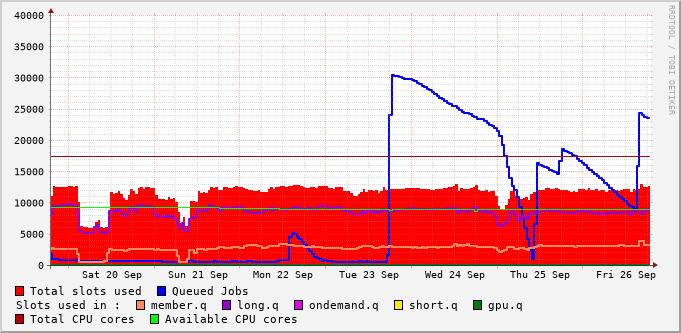 40000
35000
30000
25000
20000
15000
10000
5000
0
Sat 20 Sep Sun 21 Sep Mon 22 Sep Tue 23 Sep Wed 24 Sep Thu 25 Sep Fri 26 Sep
RRDTOOL / TOBI OETIKER
Total slots used Queued Jobs
Slots used in : member.q long.q ondemand.q short.q gpu.q
Total CPU cores Available CPU cores